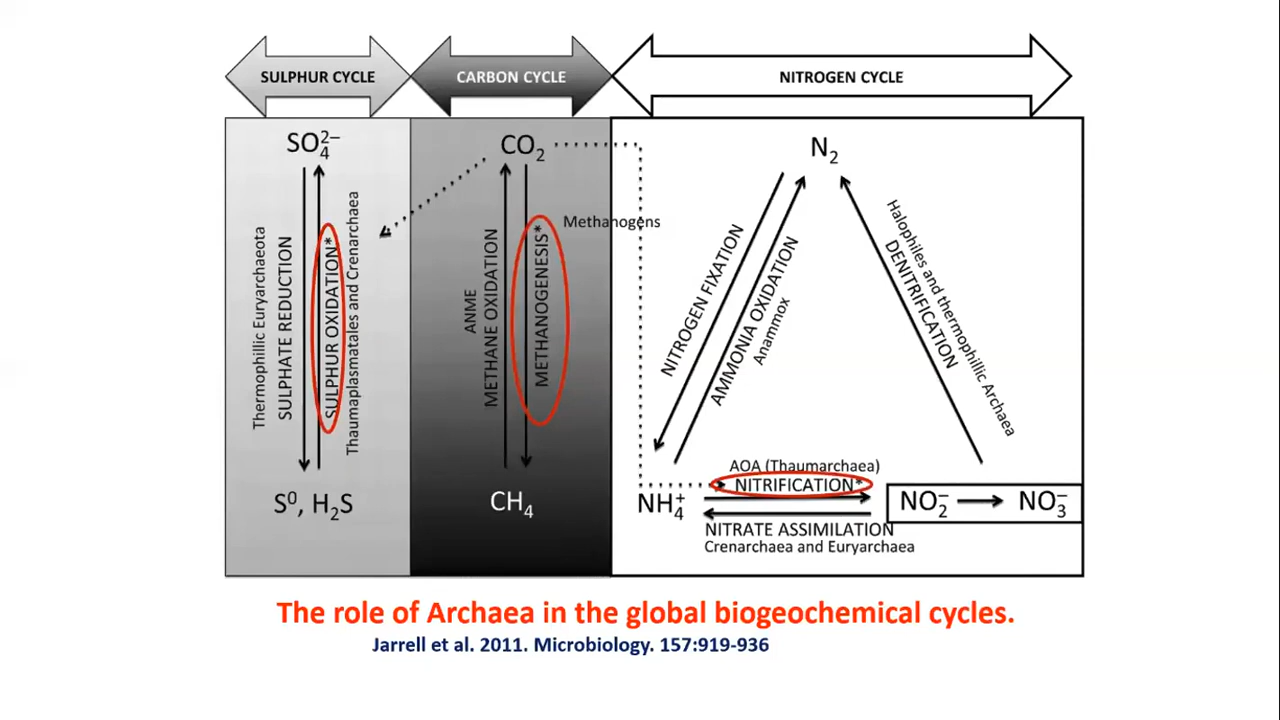 SULPHUR CYCLE
CARBON CYCLE
NITROGEN CYCLE
SO₄²⁻
Thermophillic Euryarchaeota
SULPHATE REDUCTION
SULPHUR OXIDATION*
Thaumaplasmatales and Crenarchaea
S⁰, H₂S
CO₂
ANME
METHANE OXIDATION
METHANOGENESIS*
Methanogens
CH₄
N₂
NITROGEN FIXATION
AMMONIA OXIDATION
Anammox
Halophiles and thermophillic Archaea
DENITRIFICATION
AOA (Thaumarchaea)
NITRIFICATION*
NH₄⁺
NO₂⁻ → NO₃⁻
NITRATE ASSIMILATION
Crenarchaea and Euryarchaea
The role of Archaea in the global biogeochemical cycles.
Jarrell et al. 2011. Microbiology. 157:919-936